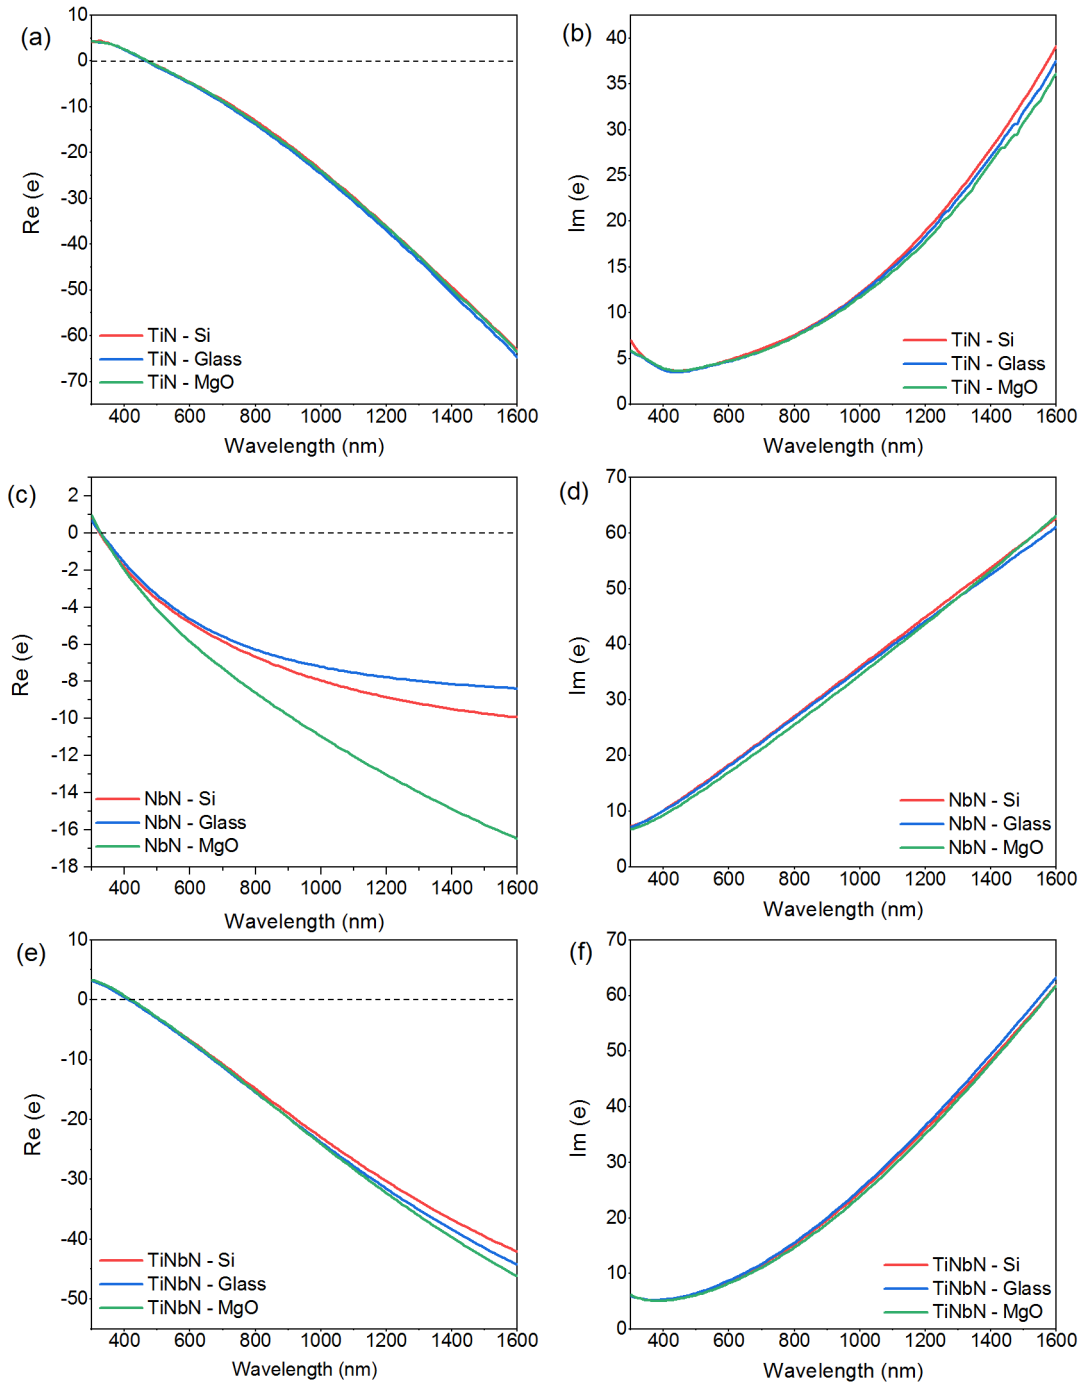 (a)
10
0
-10
-20
-30
-40
-50
-60
-70
Re (e)
TiN - Si
TiN - Glass
TiN - MgO
400 600 800 1000 1200 1400 1600
Wavelength (nm)
(b)
40
35
30
25
20
15
10
5
0
Im (e)
TiN - Si
TiN - Glass
TiN - MgO
400 600 800 1000 1200 1400 1600
Wavelength (nm)
(c)
2
0
-2
-4
-6
-8
-10
-12
-14
-16
-18
Re (e)
NbN - Si
NbN - Glass
NbN - MgO
400 600 800 1000 1200 1400 1600
Wavelength (nm)
(d)
70
60
50
40
30
20
10
0
Im (e)
NbN - Si
NbN - Glass
NbN - MgO
400 600 800 1000 1200 1400 1600
Wavelength (nm)
(e)
10
0
-10
-20
-30
-40
-50
Re (e)
TiNbN - Si
TiNbN - Glass
TiNbN - MgO
400 600 800 1000 1200 1400 1600
Wavelength (nm)
(f)
70
60
50
40
30
20
10
0
Im (e)
TiNbN - Si
TiNbN - Glass
TiNbN - MgO
400 600 800 1000 1200 1400 1600
Wavelength (nm)